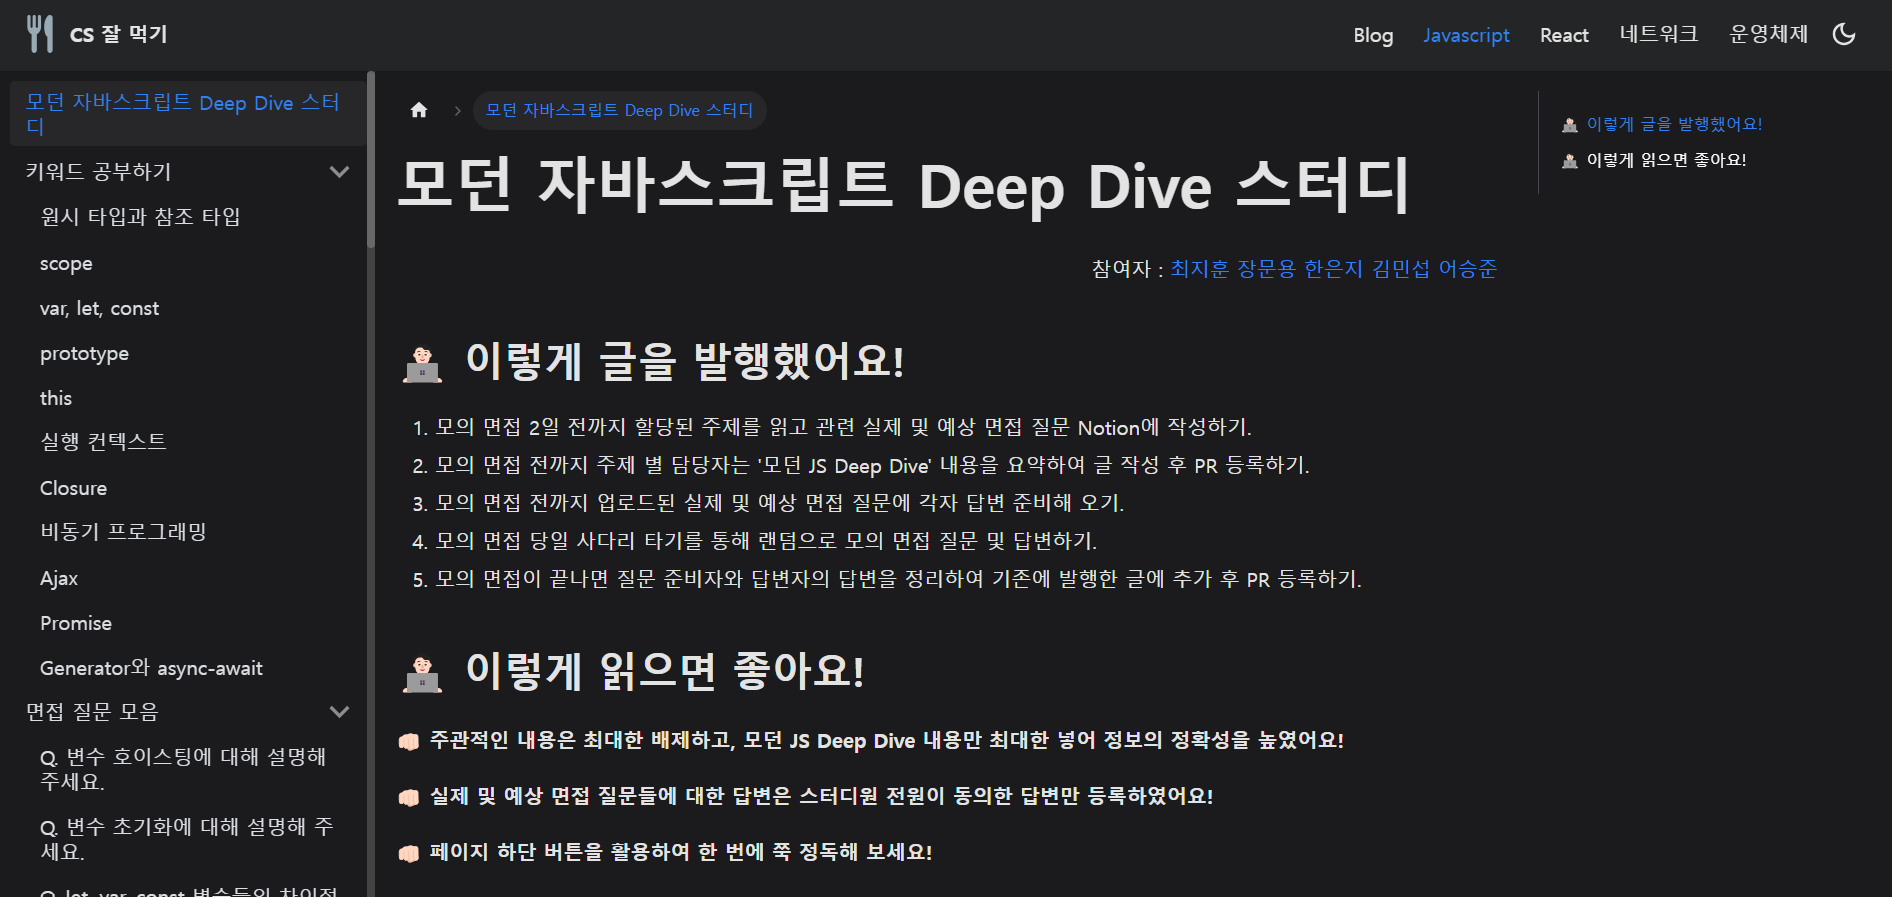 CS 잘 먹기
Blog
Javascript
React
네트워크
운영체제
모던 자바스크립트 Deep Dive 스터
디
키워드 공부하기
원시 타입과 참조 타입
scope
var, let, const
prototype
this
실행 컨텍스트
Closure
비동기 프로그래밍
Ajax
Promise
Generator와 async-await
면접 질문 모음
Q. 변수 호이스팅에 대해 설명해
주세요.
Q. 변수 초기화에 대해 설명해 주
세요.
Q. let, var, const 변수들의 차이점
모던 자바스크립트 Deep Dive 스터디
모던 자바스크립트 Deep Dive 스터디
참여자 : 최지훈 장문용 한은지 김민섭 어승준
이렇게 글을 발행했어요!
1. 모의 면접 2일 전까지 할당된 주제를 읽고 관련 실제 및 예상 면접 질문 Notion에 작성하기.
2. 모의 면접 전까지 주제 별 담당자는 '모던 JS Deep Dive' 내용을 요약하여 글 작성 후 PR 등록하기.
3. 모의 면접 전까지 업로드된 실제 및 예상 면접 질문에 각자 답변 준비해 오기.
4. 모의 면접 당일 사다리 타기를 통해 랜덤으로 모의 면접 질문 및 답변하기.
5. 모의 면접이 끝나면 질문 준비자와 답변자의 답변을 정리하여 기존에 발행한 글에 추가 후 PR 등록하기.
이렇게 읽으면 좋아요!
주관적인 내용은 최대한 배제하고, 모던 JS Deep Dive 내용만 최대한 넣어 정보의 정확성을 높였어요!
실제 및 예상 면접 질문들에 대한 답변은 스터디원 전원이 동의한 답변만 등록하였어요!
페이지 하단 버튼을 활용하여 한 번에 쭉 정독해 보세요!
이렇게 글을 발행했어요!
이렇게 읽으면 좋아요!